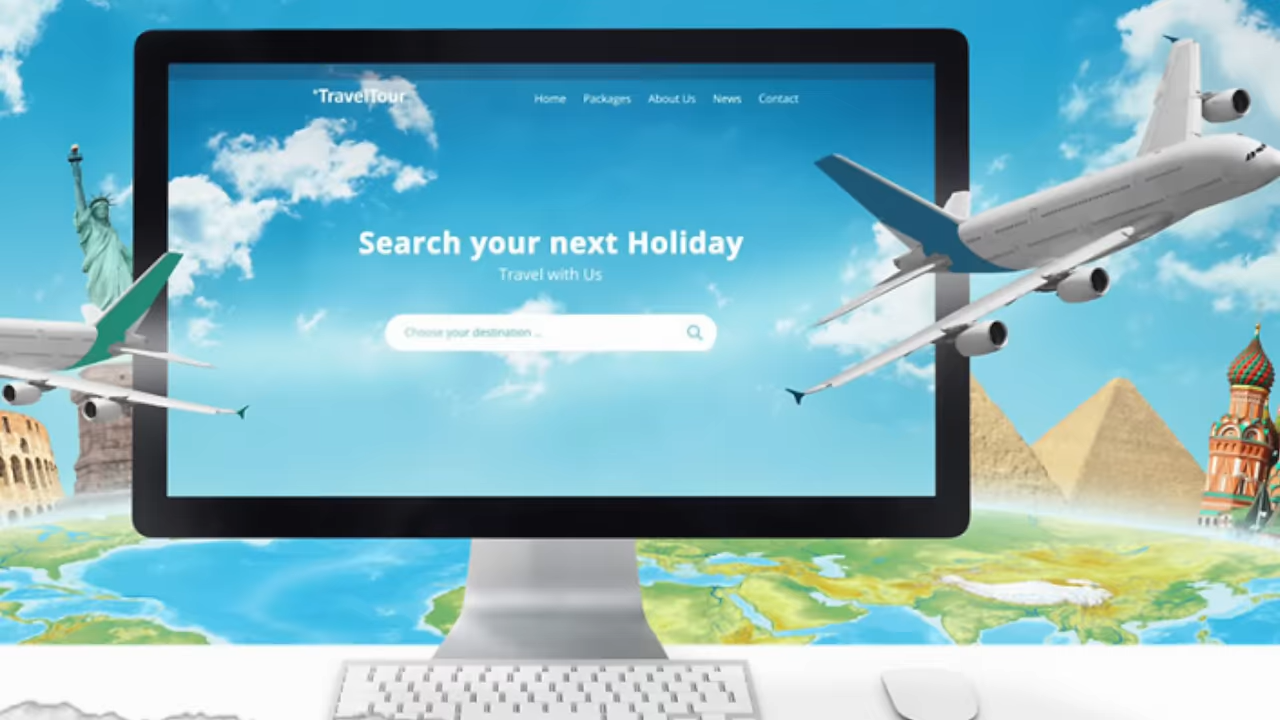 *TravelTour
Home Packages About Us News Contact
Search your next Holiday
Travel with Us
Choose your destination ...